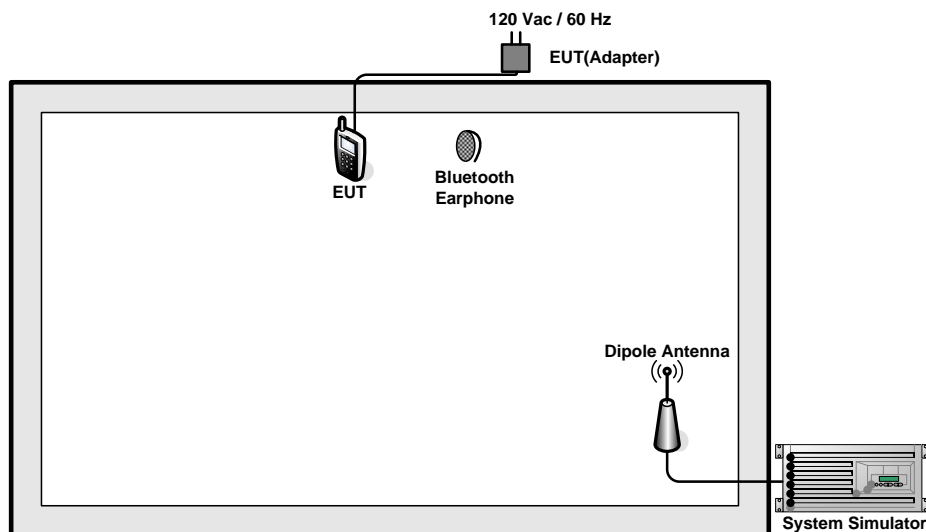 120 Vac / 60 Hz
EUT(Adapter)
EUT
Bluetooth
Earphone
Dipole Antenna
System Simulator